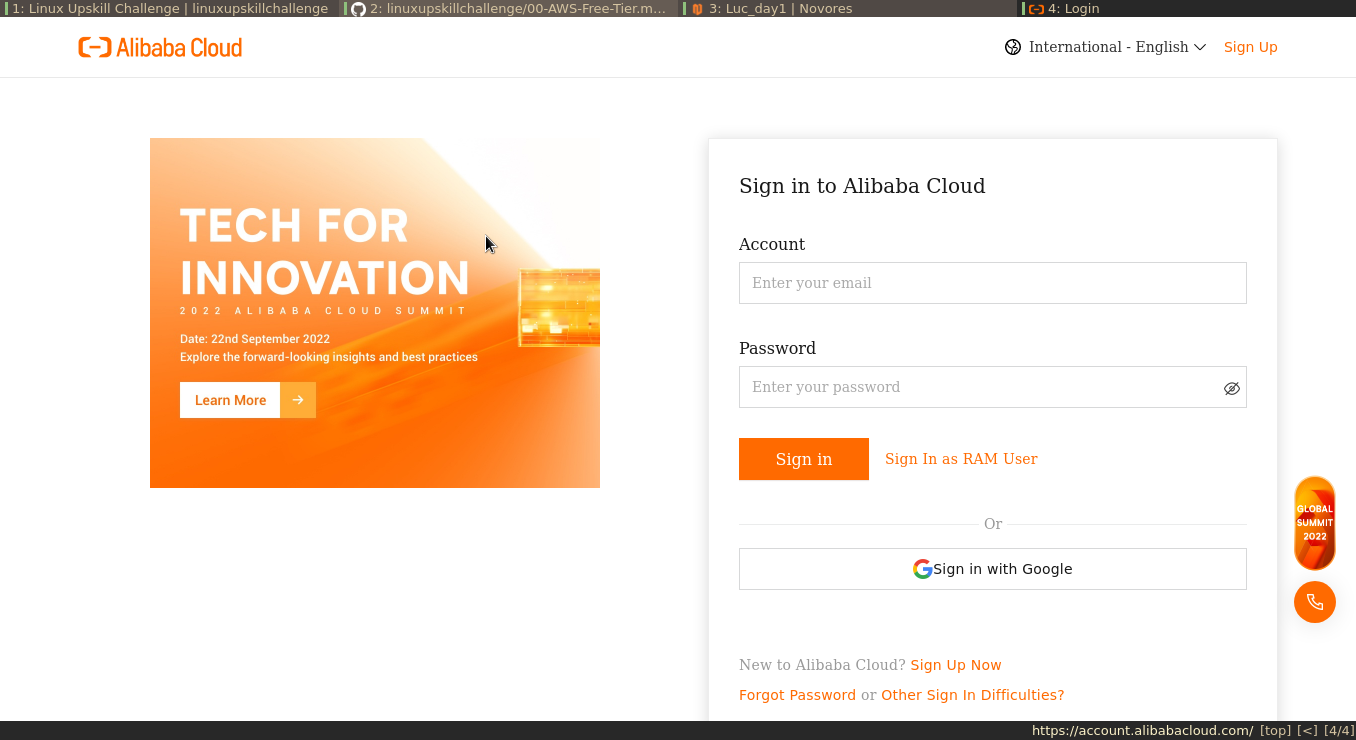 1: Linux Upskill Challenge | linuxupskillchallenge
2: linuxupskillchallenge/00-AWS-Free-Tier.m...
3: Luc_day1 | Novores
4: Login
Alibaba Cloud
International - English
Sign Up
TECH FOR
INNOVATION
2022 ALIBABA CLOUD SUMMIT
Date: 22nd September 2022
Explore the forward-looking insights and best practices
Learn More
Sign in to Alibaba Cloud
Account
Enter your email
Password
Enter your password
Sign in
Sign In as RAM User
Or
Sign in with Google
New to Alibaba Cloud? Sign Up Now
Forgot Password or Other Sign In Difficulties?
GLOBAL
SUMMIT
2022
https://account.alibabacloud.com/ [top] [<] [4/4]